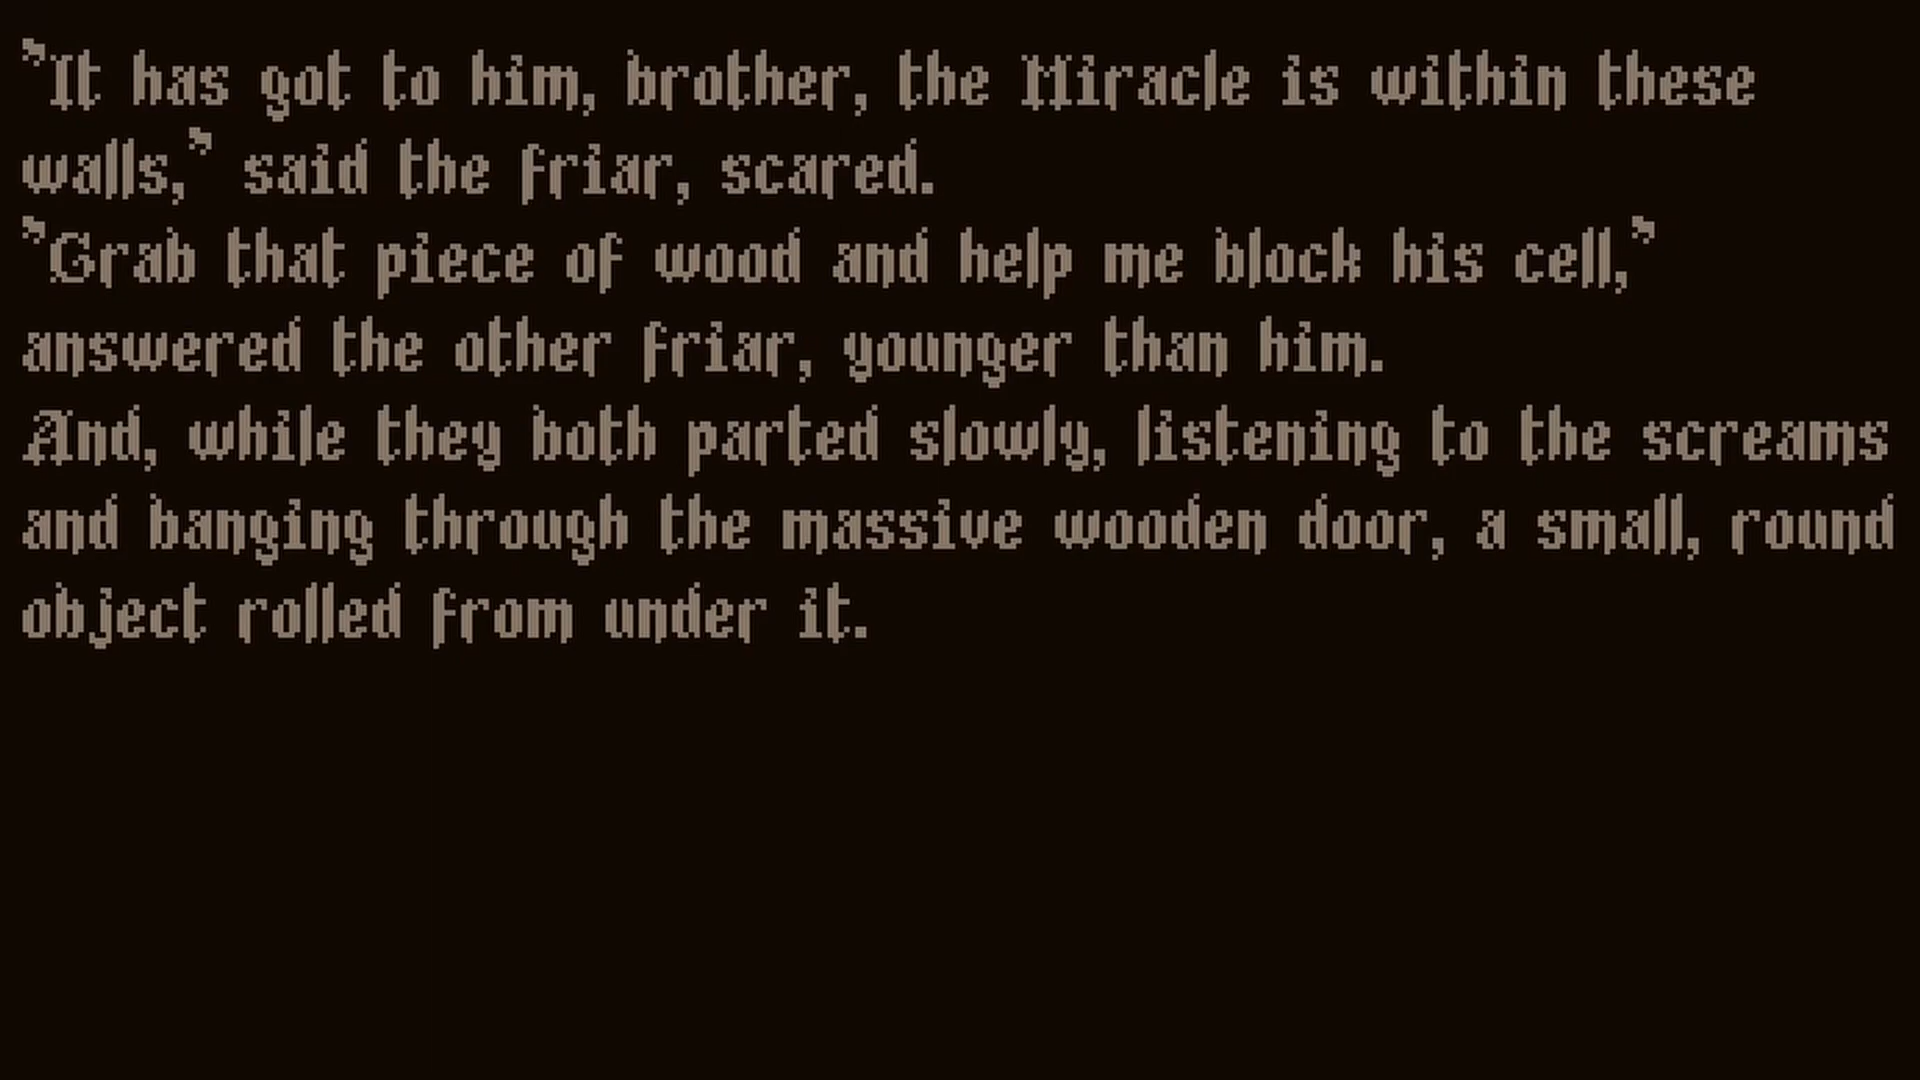 "It has got to him, brother, the Miracle is within these
walls," said the friar, scared.
"Grab that piece of wood and help me block his cell,"
answered the other friar, younger than him.
And, while they both parted slowly, listening to the screams
and banging through the massive wooden door, a small, round
object rolled from under it.